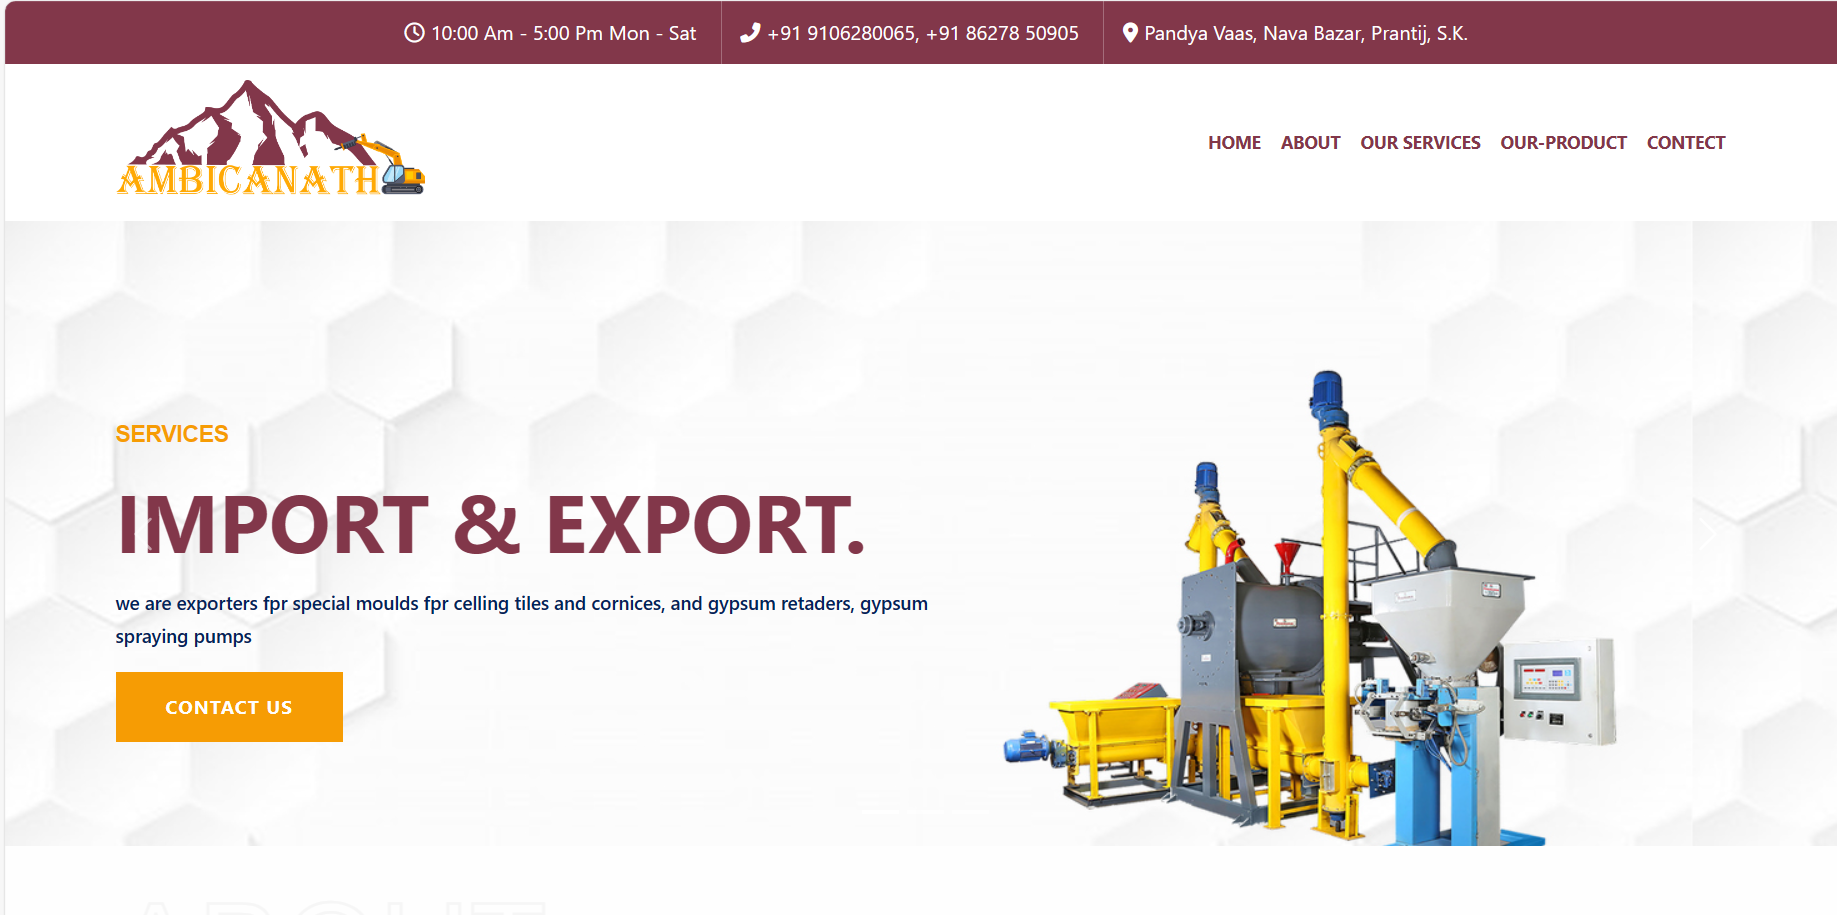 10:00 Am - 5:00 Pm Mon - Sat
+91 9106280065, +91 86278 50905
Pandya Vaas, Nava Bazar, Prantij, S.K.
AMBICANATH
HOME
ABOUT
OUR SERVICES
OUR-PRODUCT
CONTECT
SERVICES
IMPORT & EXPORT.
we are exporters fpr special moulds fpr celling tiles and cornices, and gypsum retaders, gypsum
spraying pumps
CONTACT US
ABOUT